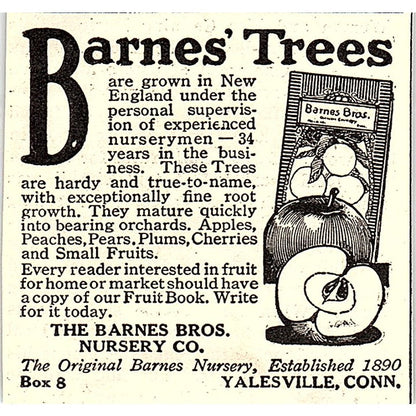 Barnes' Trees
are grown in New
England under the
personal supervis-
ion of experienced
nurserymen — 34
years in the busi-
ness. These Trees
are hardy and true-to-name,
with exceptionally fine root
growth. They mature quickly
into bearing orchards. Apples,
Peaches, Pears, Plums, Cherries
and Small Fruits.
Every reader interested in fruit
for home or market should have
a copy of our Fruit Book. Write
for it today.
THE BARNES BROS.
NURSERY CO.
The Original Barnes Nursery, Established 1890
Box 8 YALESVILLE, CONN.
Barnes Bros.